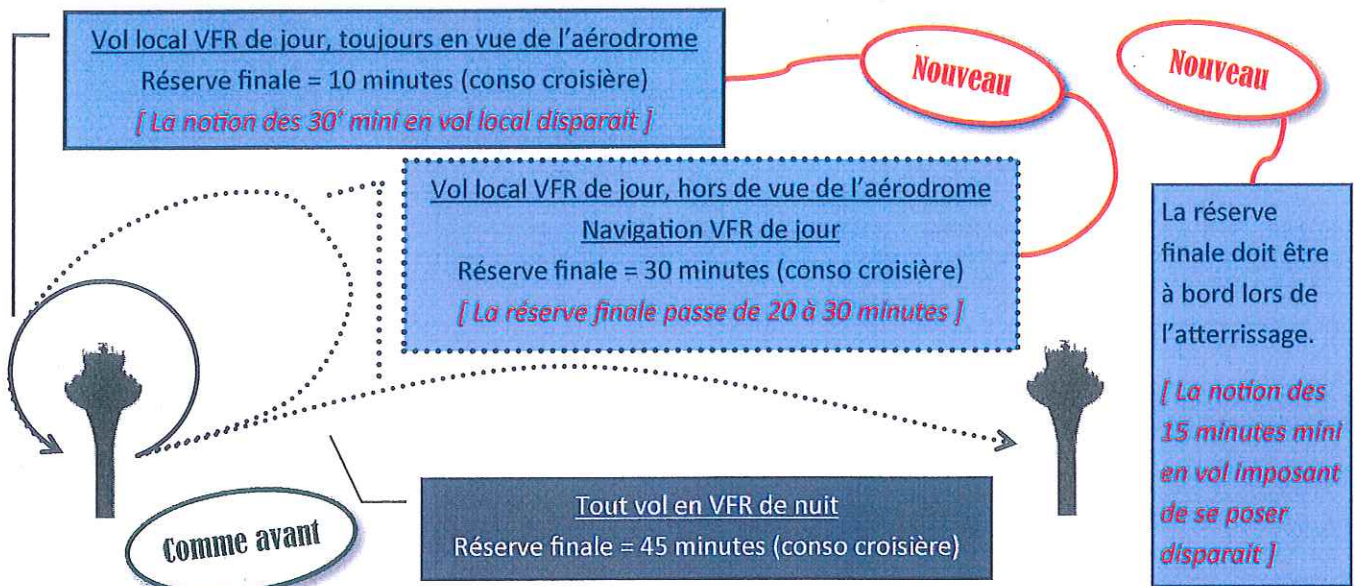 Vol local VFR de jour, toujours en vue de l'aérodrome
Réserve finale = 10 minutes (conso croisière)
[ La notion des 30' mini en vol local disparait ]
Nouveau
Nouveau
Vol local VFR de jour, hors de vue de l'aérodrome
Navigation VFR de jour
Réserve finale = 30 minutes (conso croisière)
[ La réserve finale passe de 20 à 30 minutes ]
La réserve
finale doit être
à bord lors de
l'atterrissage.
[ La notion des
15 minutes mini
en vol imposant
de se poser
disparait ]
Comme avant
Tout vol en VFR de nuit
Réserve finale = 45 minutes (conso croisière)